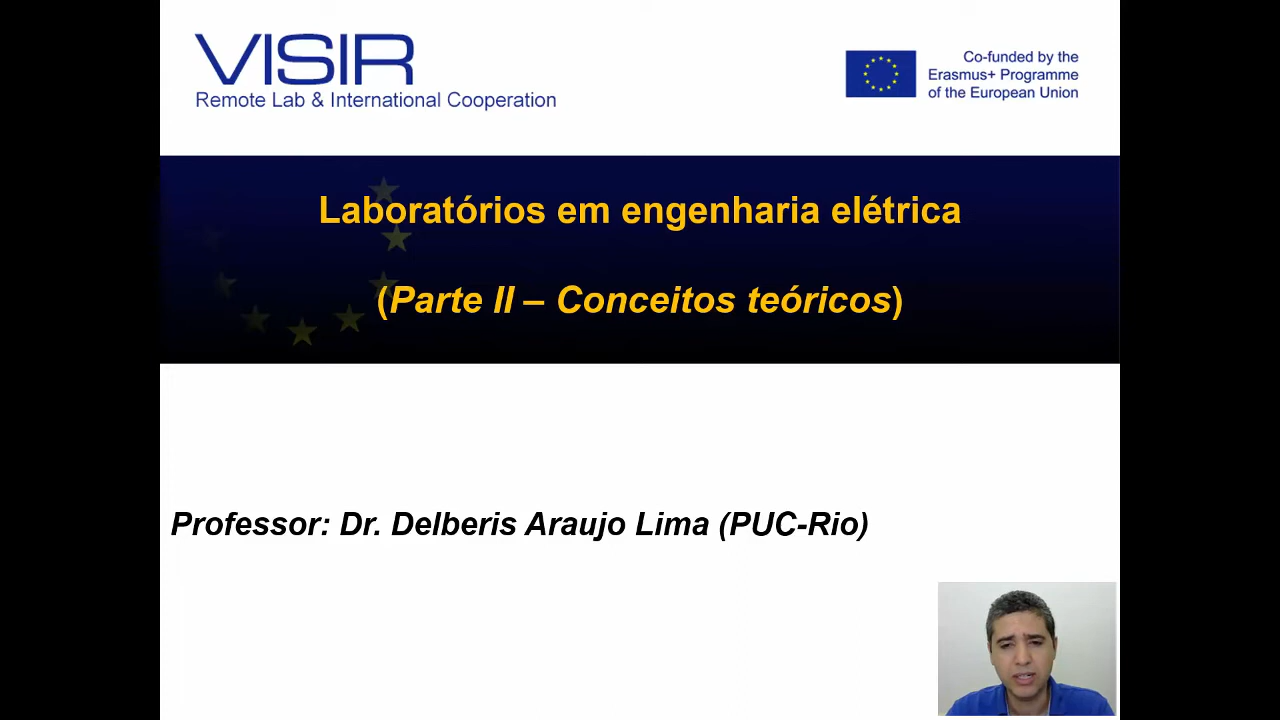 VISIR
Remote Lab & International Cooperation
Co-funded by the
Erasmus+ Programme
of the European Union
Laboratórios em engenharia elétrica
(Parte II – Conceitos teóricos)
Professor: Dr. Delberis Araujo Lima (PUC-Rio)